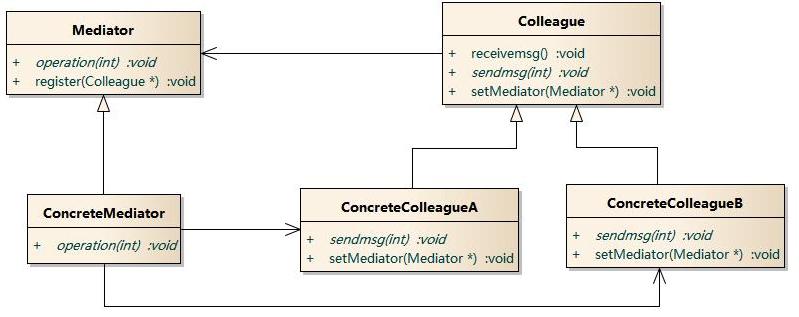 Mediator
+ operation(int) :void
+ register(Colleague *) :void
Colleague
+ receivemsg() :void
+ sendmsg(int) :void
+ setMediator(Mediator *) :void
ConcreteMediator
+ operation(int) :void
ConcreteColleagueA
+ sendmsg(int) :void
+ setMediator(Mediator *) :void
ConcreteColleagueB
+ sendmsg(int) :void
+ setMediator(Mediator *) :void